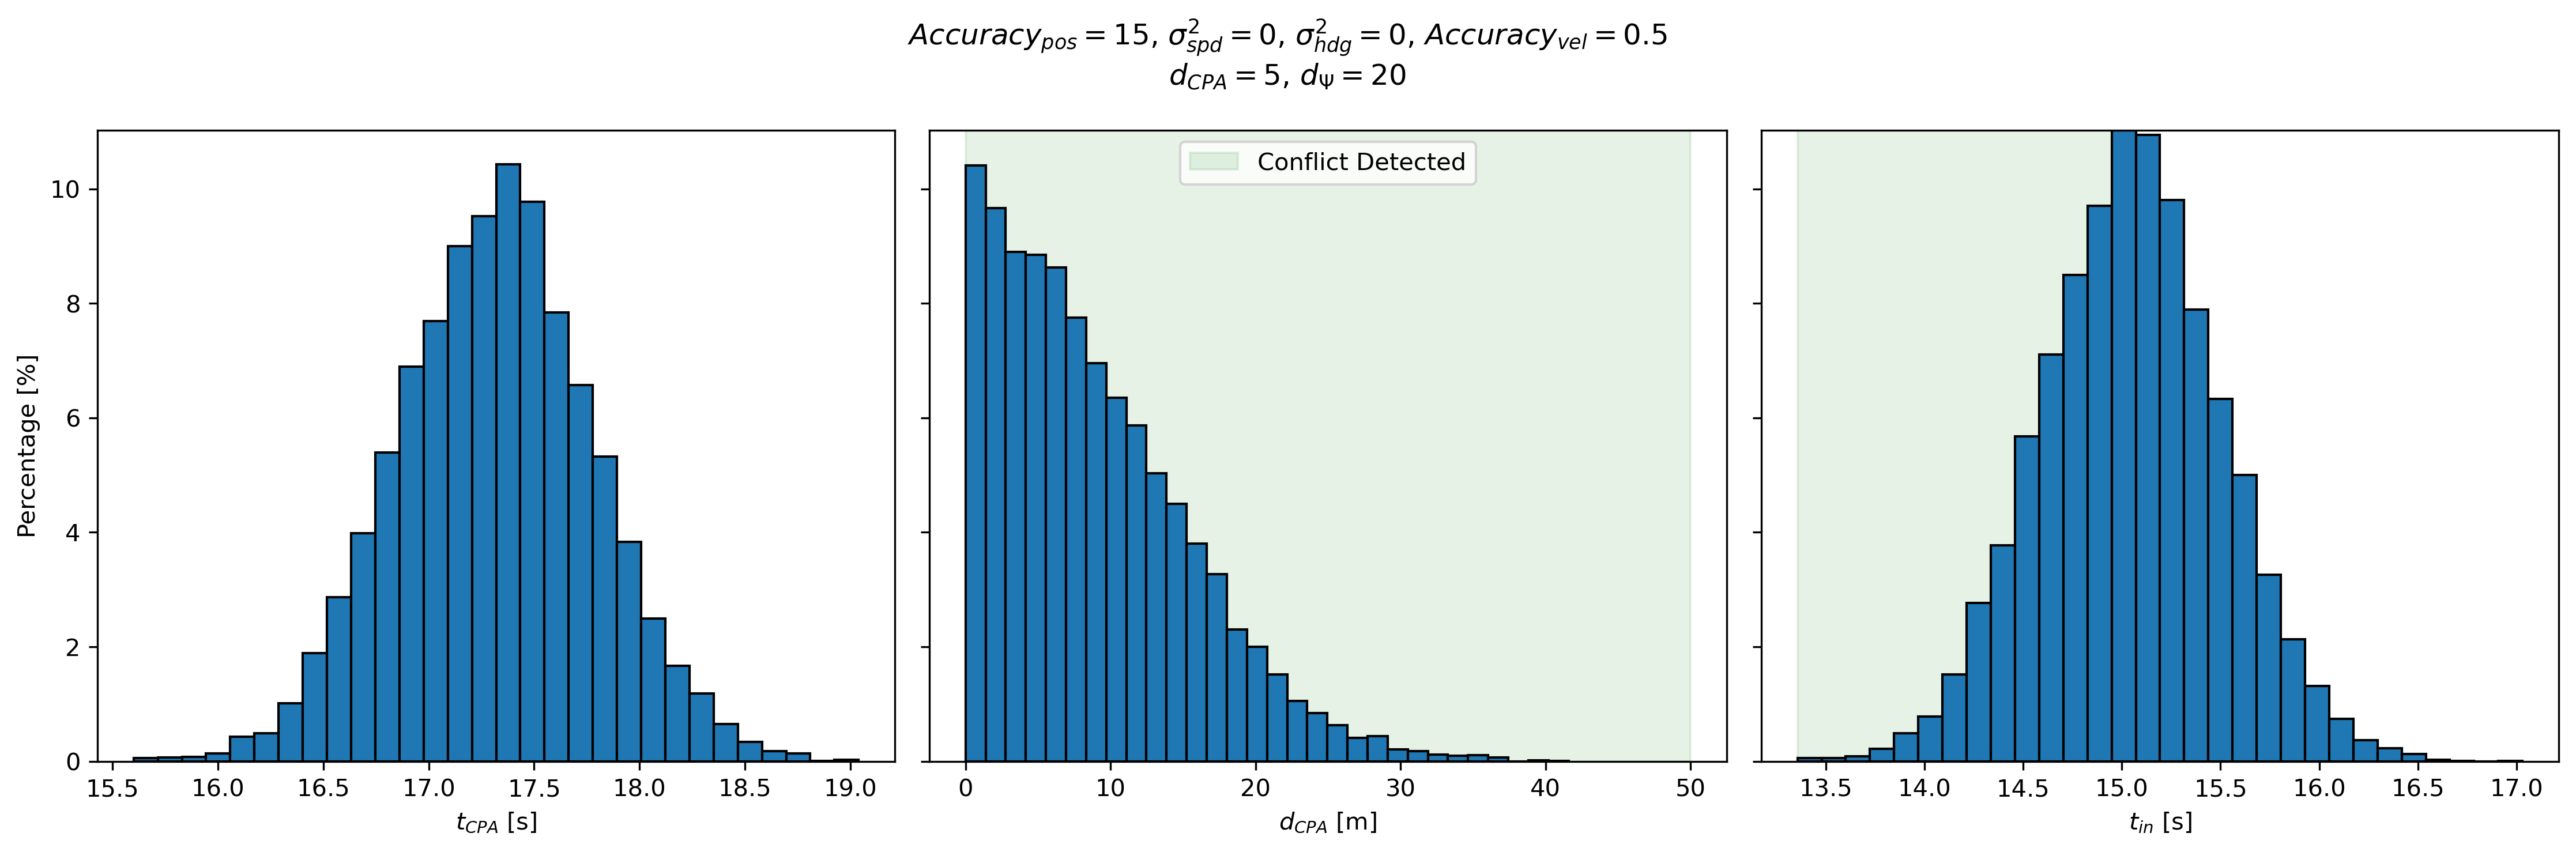 Accuracy_pos = 15, σ²_spd = 0, σ²_hdg = 0, Accuracy_vel = 0.5
d_CPA = 5, d_Ψ = 20
Percentage [%]
10
8
6
4
2
0
15.5 16.0 16.5 17.0 17.5 18.0 18.5 19.0
t_CPA [s]
Conflict Detected
0 10 20 30 40 50
d_CPA [m]
13.5 14.0 14.5 15.0 15.5 16.0 16.5 17.0
t_in [s]